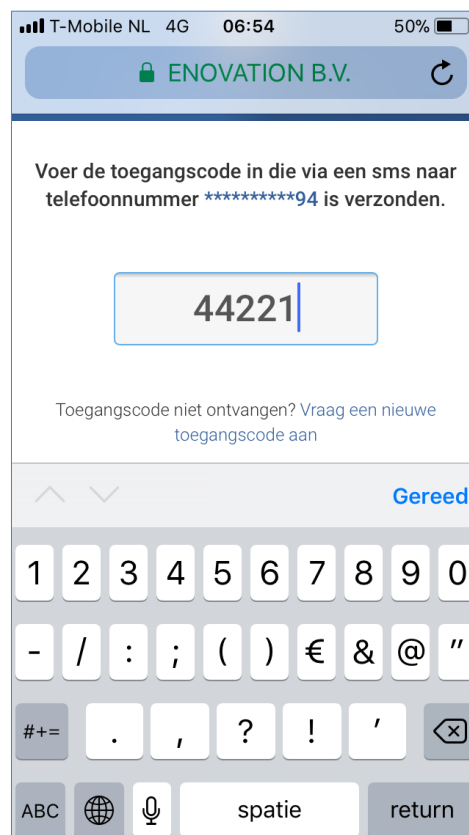 T-Mobile NL 4G 06:54 50%
ENOVATION B.V.
Voer de toegangscode in die via een sms naar
telefoonnummer **********94 is verzonden.
44221
Toegangscode niet ontvangen? Vraag een nieuwe
toegangscode aan
Gereed
1 2 3 4 5 6 7 8 9 0
- / : ; ( ) € & @ "
#+= . , ? ! '
ABC spatie return